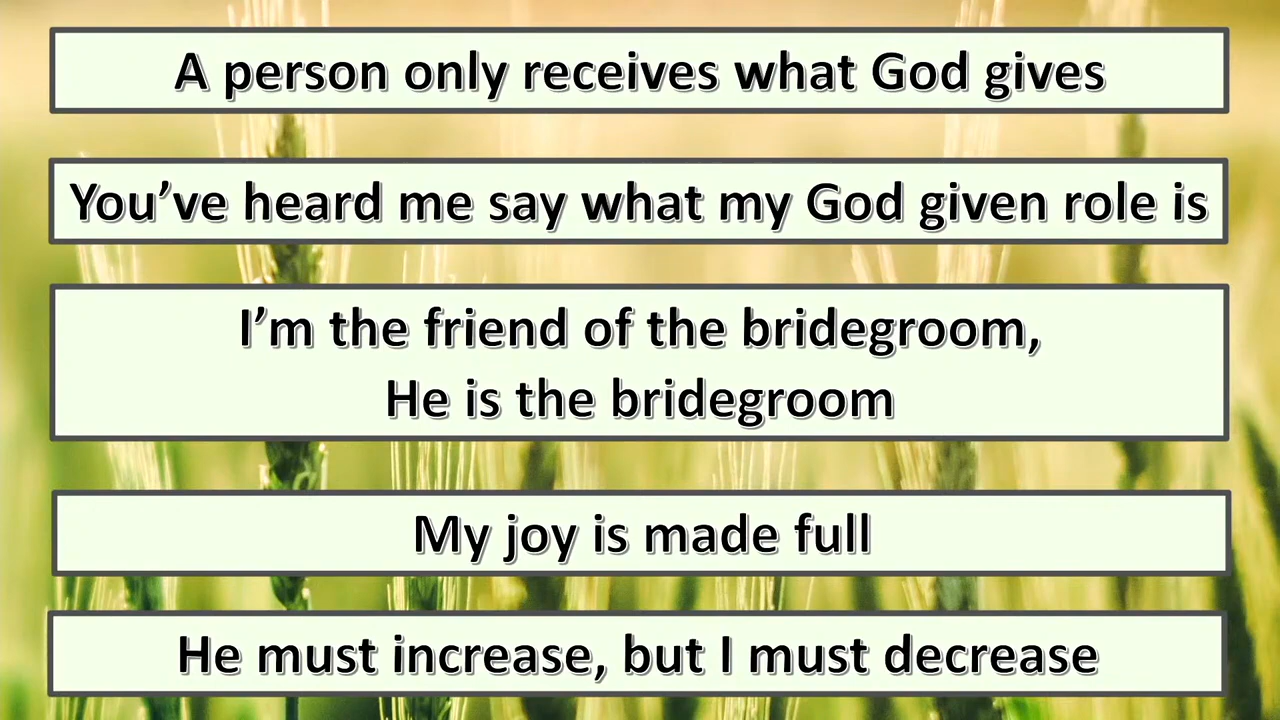 A person only receives what God gives
You’ve heard me say what my God given role is
I’m the friend of the bridegroom,
He is the bridegroom
My joy is made full
He must increase, but I must decrease